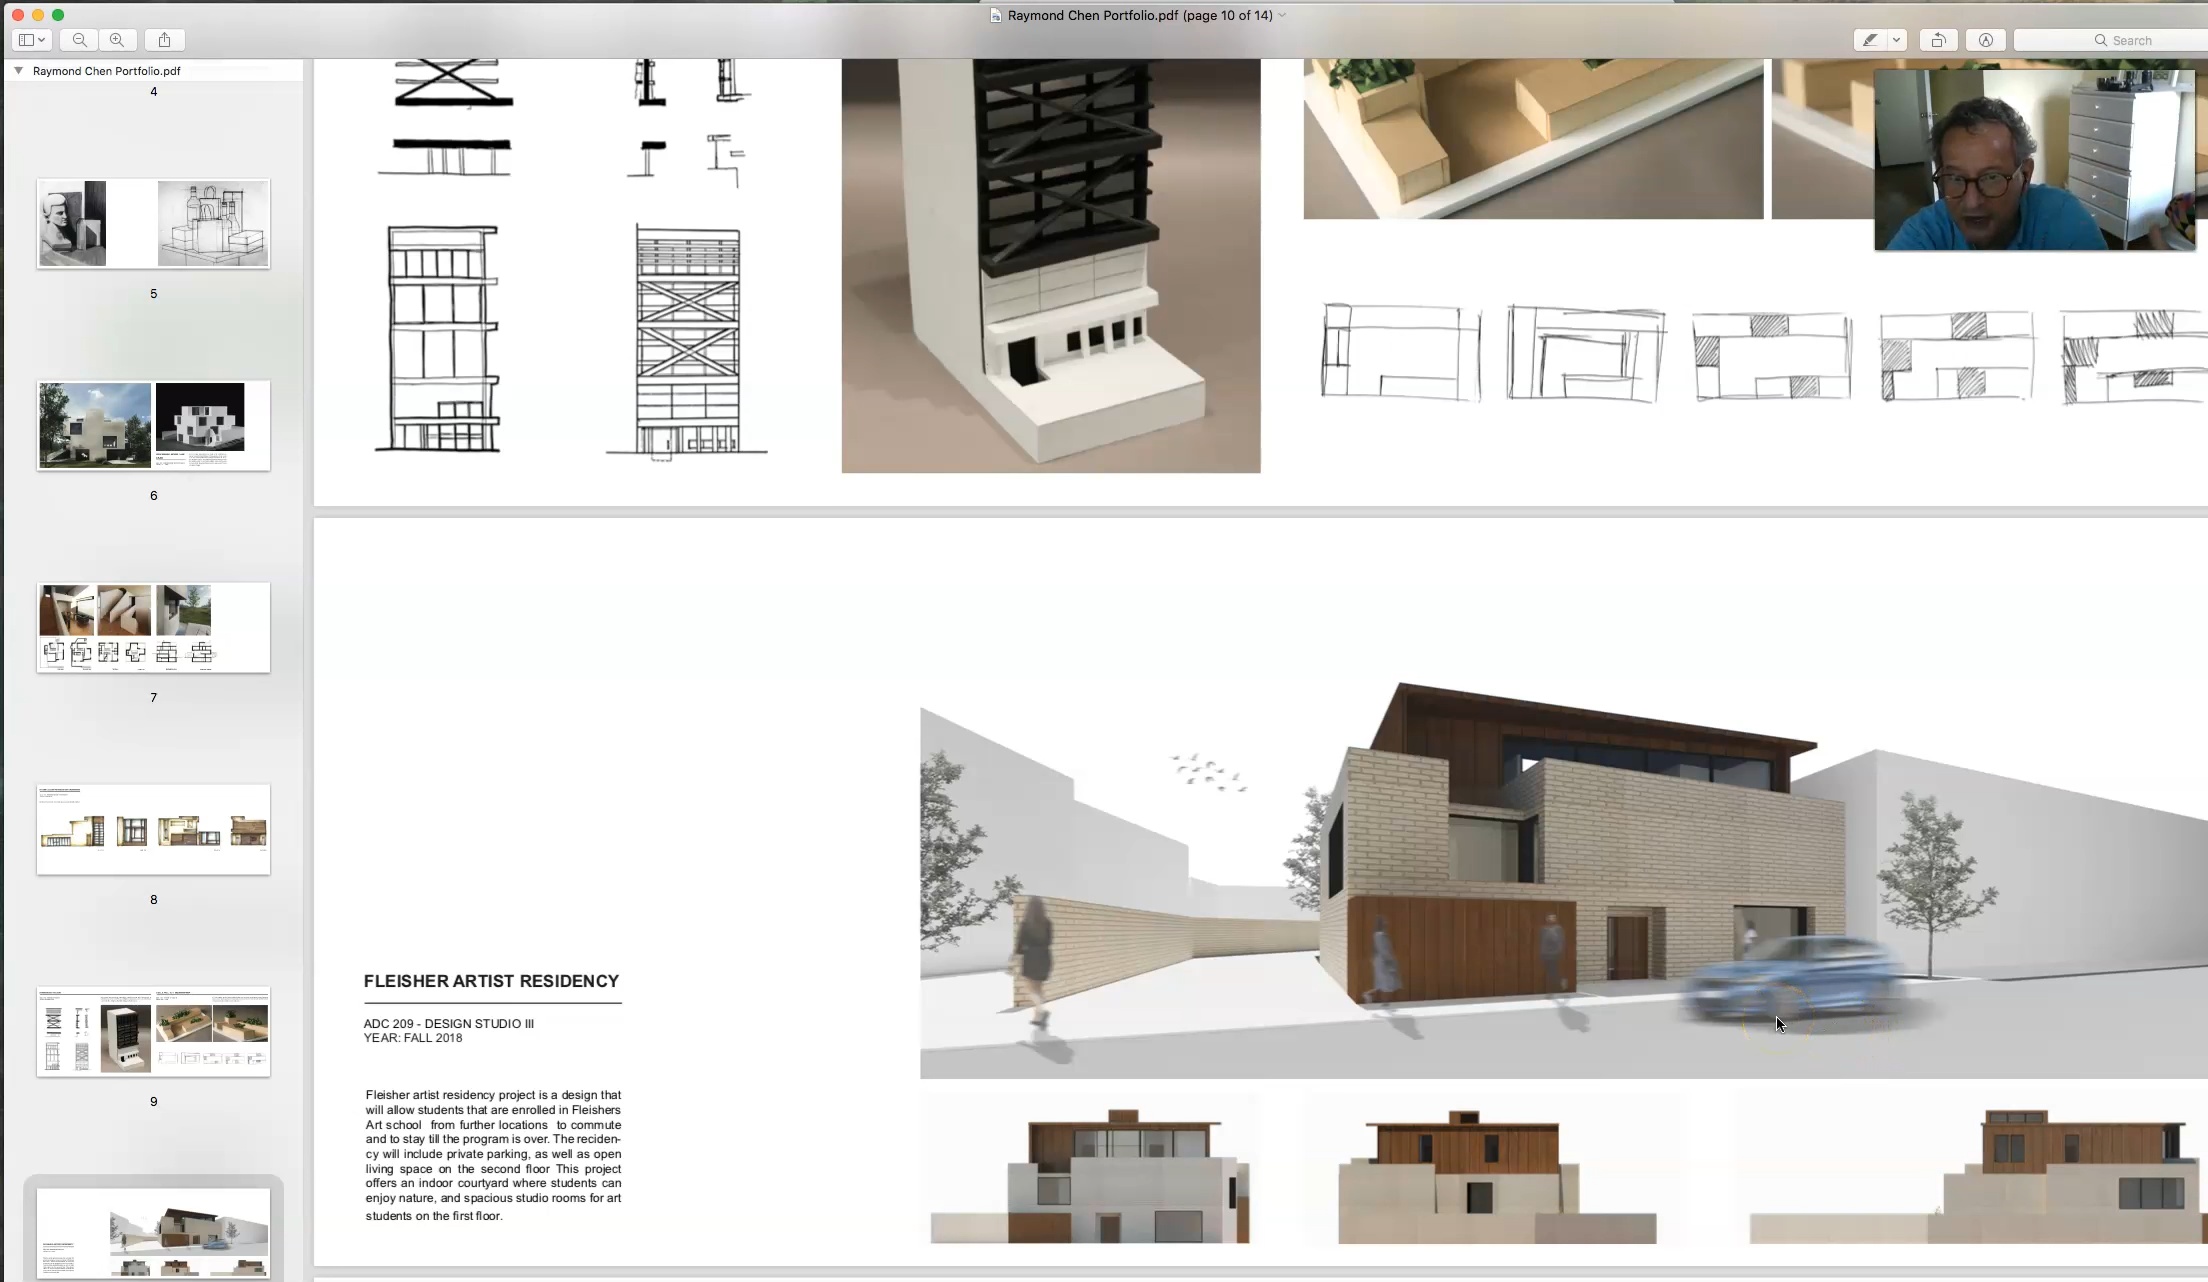 Raymond Chen Portfolio.pdf (page 10 of 14)
Search
Raymond Chen Portfolio.pdf
4
5
6
7
8
9
FLEISHER ARTIST RESIDENCY
ADC 209 - DESIGN STUDIO III
YEAR: FALL 2018
Fleisher artist residency project is a design that
will allow students that are enrolled in Fleishers
Art school from further locations to commute
and to stay till the program is over. The reciden-
cy will include private parking, as well as open
living space on the second floor This project
offers an indoor courtyard where students can
enjoy nature, and spacious studio rooms for art
students on the first floor.